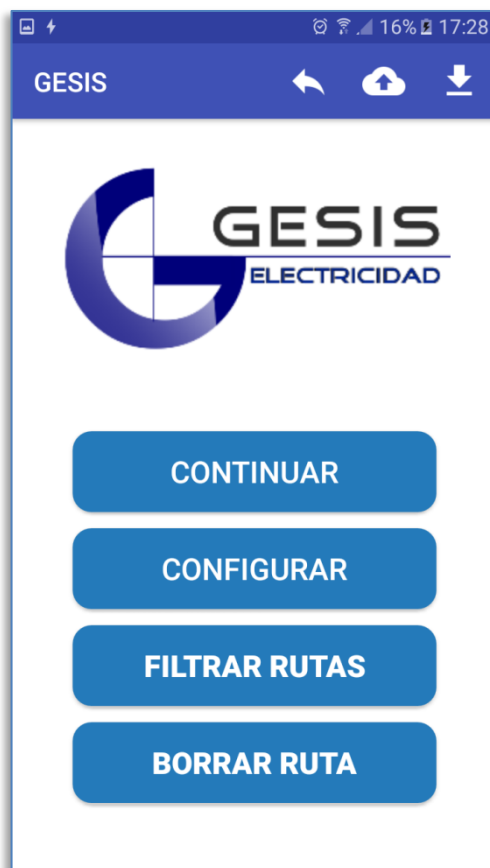 16% 17:28
GESIS
GESIS
ELECTRICIDAD
CONTINUAR
CONFIGURAR
FILTRAR RUTAS
BORRAR RUTA